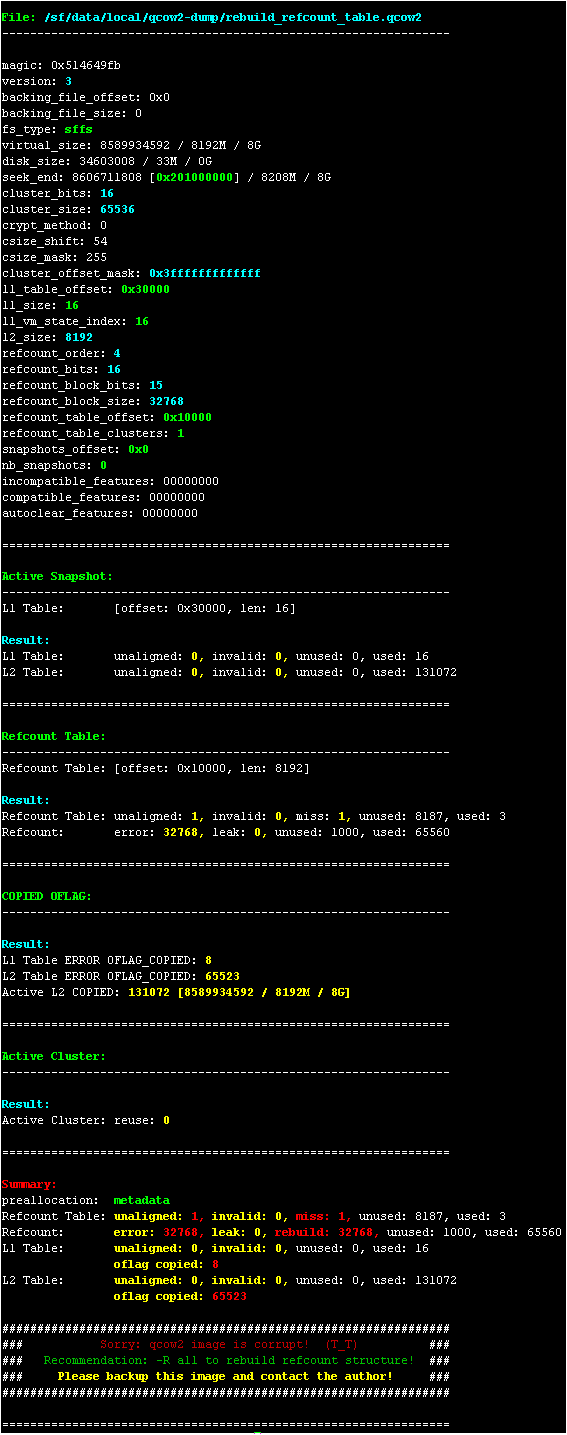 File: /sf/data/local/qcow2-dump/rebuild_refcount_table.qcow2
----------------------------------------------------------------
magic: 0x514649fb
version: 3
backing_file_offset: 0x0
backing_file_size: 0
fs_type: sffs
virtual_size: 8589934592 / 8192M / 8G
disk_size: 34603008 / 33M / 0G
seek_end: 8606711808 [0x201000000] / 8208M / 8G
cluster_bits: 16
cluster_size: 65536
crypt_method: 0
csize_shift: 54
csize_mask: 255
cluster_offset_mask: 0x3fffffffffffff
l1_table_offset: 0x30000
l1_size: 16
l1_vm_state_index: 16
l2_size: 8192
refcount_order: 4
refcount_bits: 16
refcount_block_bits: 15
refcount_block_size: 32768
refcount_table_offset: 0x10000
refcount_table_clusters: 1
snapshots_offset: 0x0
nb_snapshots: 0
incompatible_features: 00000000
compatible_features: 00000000
autoclear_features: 00000000
================================================================
Active Snapshot:
----------------------------------------------------------------
L1 Table:       [offset: 0x30000, len: 16]
Result:
L1 Table:       unaligned: 0, invalid: 0, unused: 0, used: 16
L2 Table:       unaligned: 0, invalid: 0, unused: 0, used: 131072
================================================================
Refcount Table:
----------------------------------------------------------------
Refcount Table: [offset: 0x10000, len: 8192]
Result:
Refcount Table: unaligned: 1, invalid: 0, miss: 1, unused: 8187, used: 3
Refcount:       error: 32768, leak: 0, unused: 1000, used: 65560
================================================================
COPIED OFLAG:
----------------------------------------------------------------
Result:
L1 Table ERROR OFLAG_COPIED: 8
L2 Table ERROR OFLAG_COPIED: 65523
Active L2 COPIED: 131072 [8589934592 / 8192M / 8G]
================================================================
Active Cluster:
----------------------------------------------------------------
Result:
Active Cluster: reuse: 0
================================================================
Summary:
preallocation:  metadata
Refcount Table: unaligned: 1, invalid: 0, miss: 1, unused: 8187, used: 3
Refcount:       error: 32768, leak: 0, rebuild: 32768, unused: 1000, used: 65560
L1 Table:       unaligned: 0, invalid: 0, unused: 0, used: 16
                oflag copied: 8
L2 Table:       unaligned: 0, invalid: 0, unused: 0, used: 131072
                oflag copied: 65523
################################################################
###           Sorry: qcow2 image is corrupt!  (T_T)          ###
###   Recommendation: -R all to rebuild refcount structure!  ###
###     Please backup this image and contact the author!     ###
################################################################
================================================================